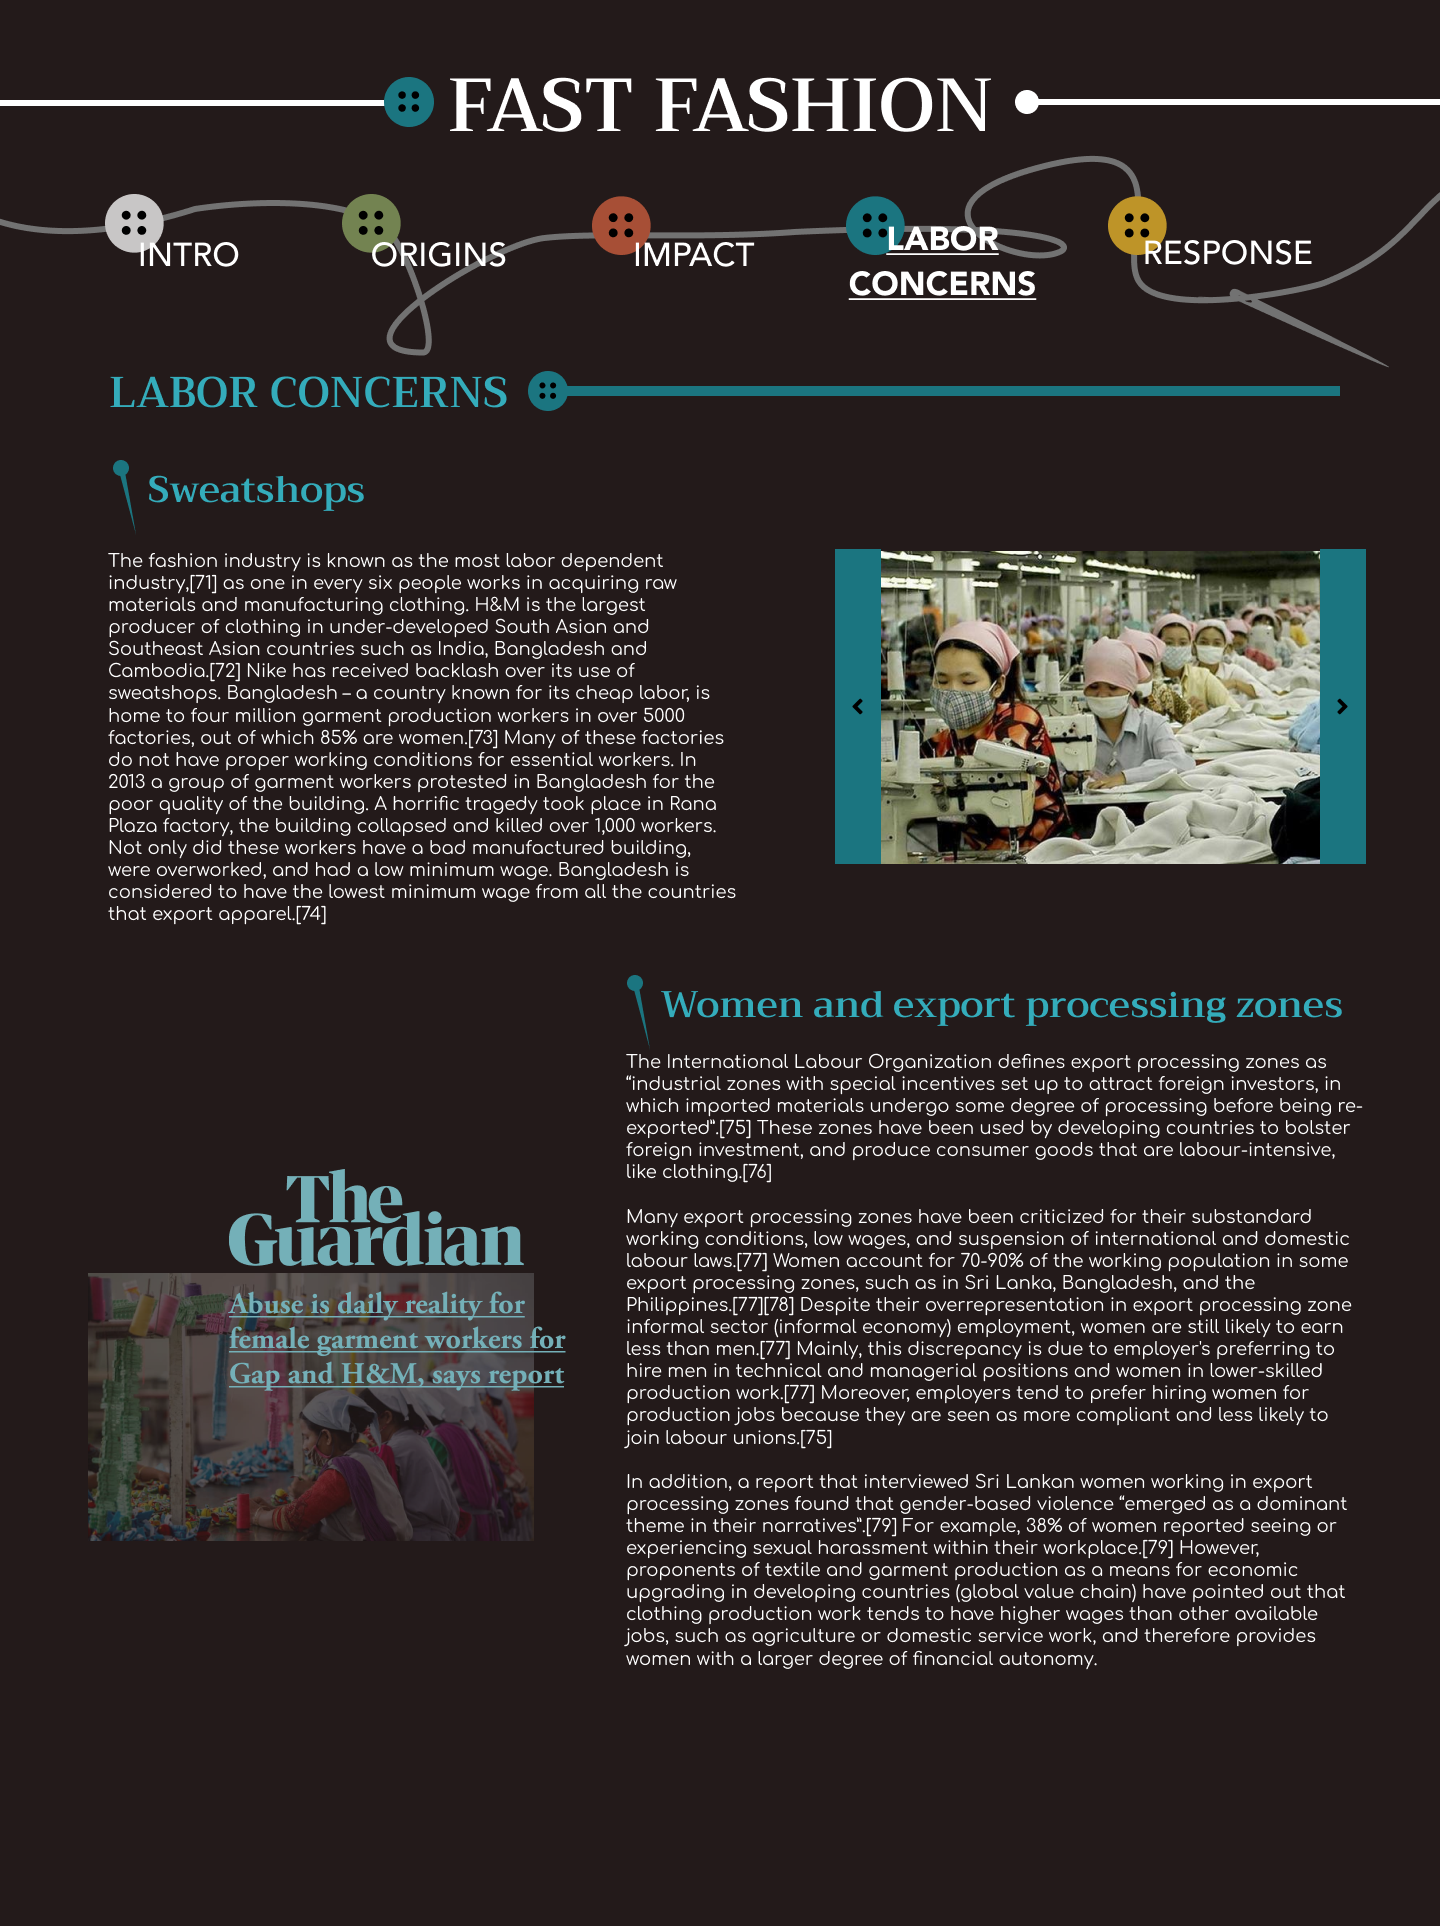 FAST FASHION
INTRO
ORIGINS
IMPACT
LABOR
CONCERNS
RESPONSE
LABOR CONCERNS
Sweatshops
The fashion industry is known as the most labor dependent
industry,[71] as one in every six people works in acquiring raw
materials and manufacturing clothing. H&M is the largest
producer of clothing in under-developed South Asian and
Southeast Asian countries such as India, Bangladesh and
Cambodia.[72] Nike has received backlash over its use of
sweatshops. Bangladesh – a country known for its cheap labor, is
home to four million garment production workers in over 5000
factories, out of which 85% are women.[73] Many of these factories
do not have proper working conditions for essential workers. In
2013 a group of garment workers protested in Bangladesh for the
poor quality of the building. A horrific tragedy took place in Rana
Plaza factory, the building collapsed and killed over 1,000 workers.
Not only did these workers have a bad manufactured building,
were overworked, and had a low minimum wage. Bangladesh is
considered to have the lowest minimum wage from all the countries
that export apparel.[74]
Women and export processing zones
The International Labour Organization defines export processing zones as
“industrial zones with special incentives set up to attract foreign investors, in
which imported materials undergo some degree of processing before being re-
exported”.[75] These zones have been used by developing countries to bolster
foreign investment, and produce consumer goods that are labour-intensive,
like clothing.[76]
Many export processing zones have been criticized for their substandard
working conditions, low wages, and suspension of international and domestic
labour laws.[77] Women account for 70-90% of the working population in some
export processing zones, such as in Sri Lanka, Bangladesh, and the
Philippines.[77][78] Despite their overrepresentation in export processing zone
informal sector (informal economy) employment, women are still likely to earn
less than men.[77] Mainly, this discrepancy is due to employer's preferring to
hire men in technical and managerial positions and women in lower-skilled
production work.[77] Moreover, employers tend to prefer hiring women for
production jobs because they are seen as more compliant and less likely to
join labour unions.[75]
In addition, a report that interviewed Sri Lankan women working in export
processing zones found that gender-based violence “emerged as a dominant
theme in their narratives”.[79] For example, 38% of women reported seeing or
experiencing sexual harassment within their workplace.[79] However,
proponents of textile and garment production as a means for economic
upgrading in developing countries (global value chain) have pointed out that
clothing production work tends to have higher wages than other available
jobs, such as agriculture or domestic service work, and therefore provides
women with a larger degree of financial autonomy.
The
Guardian
Abuse is daily reality for
female garment workers for
Gap and H&M, says report